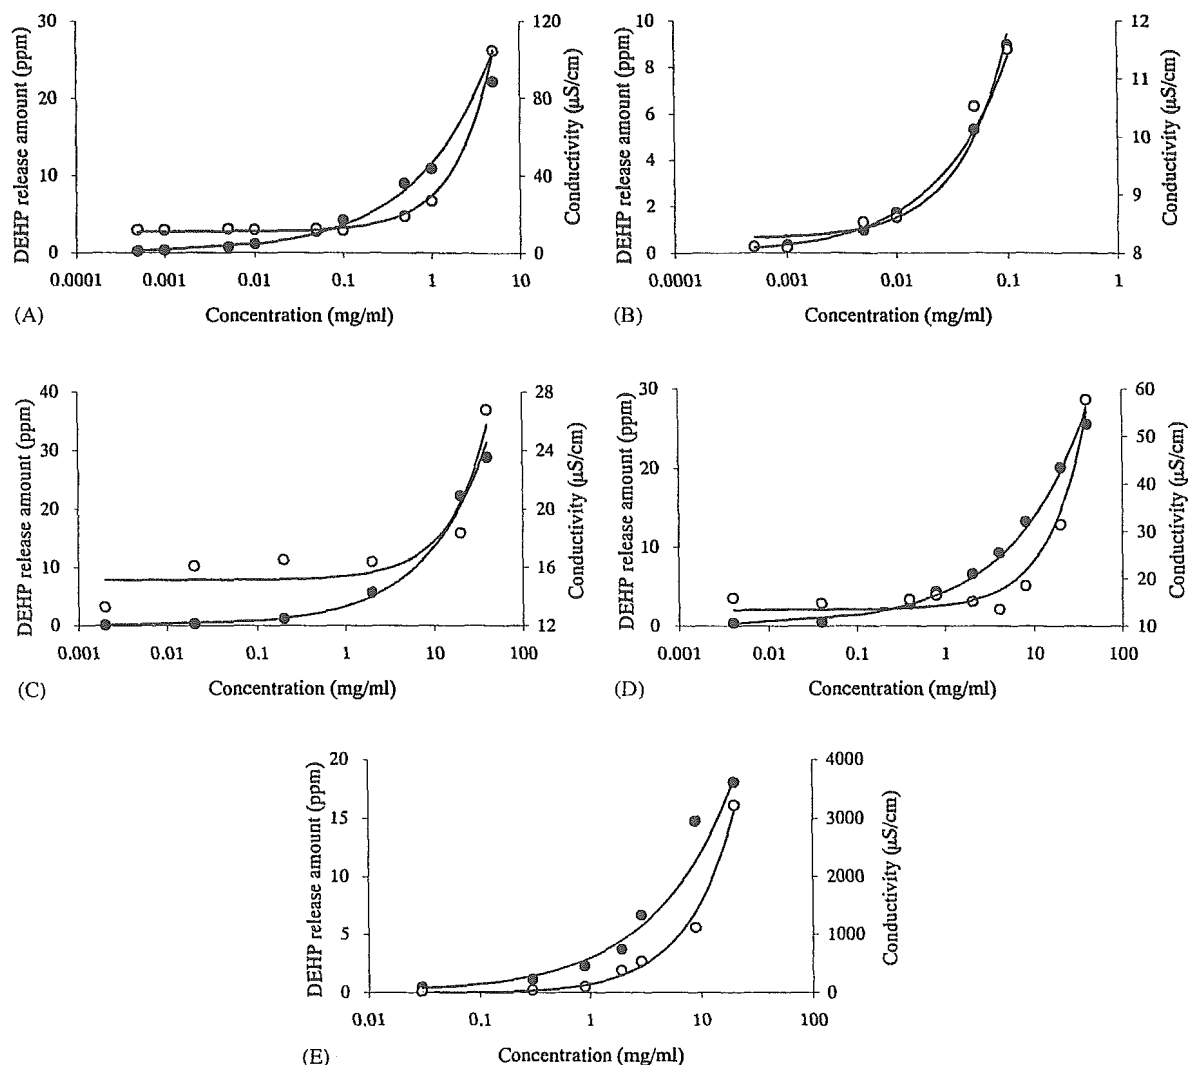 30
20
10
0
DEHP release amount (ppm)
120
80
40
0
Conductivity (µS/cm)
0.0001 0.001 0.01 0.1 1 10
(A) Concentration (mg/ml)
10
8
6
4
2
0
DEHP release amount (ppm)
12
11
10
9
8
Conductivity (µS/cm)
0.0001 0.001 0.01 0.1 1
(B) Concentration (mg/ml)
40
30
20
10
0
DEHP release amount (ppm)
28
24
20
16
12
Conductivity (µS/cm)
0.001 0.01 0.1 1 10 100
(C) Concentration (mg/ml)
30
20
10
0
DEHP release amount (ppm)
60
50
40
30
20
10
Conductivity (µS/cm)
0.001 0.01 0.1 1 10 100
(D) Concentration (mg/ml)
20
15
10
5
0
DEHP release amount (ppm)
4000
3000
2000
1000
0
Conductivity (µS/cm)
0.01 0.1 1 10 100
(E) Concentration (mg/ml)